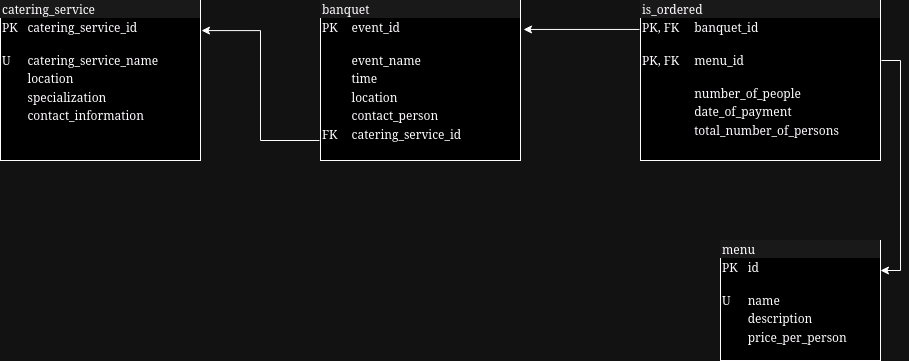 catering_service
PK catering_service_id
U catering_service_name
location
specialization
contact_information
banquet
PK event_id
event_name
time
location
contact_person
FK catering_service_id
is_ordered
PK, FK banquet_id
PK, FK menu_id
number_of_people
date_of_payment
total_number_of_persons
menu
PK id
U name
description
price_per_person